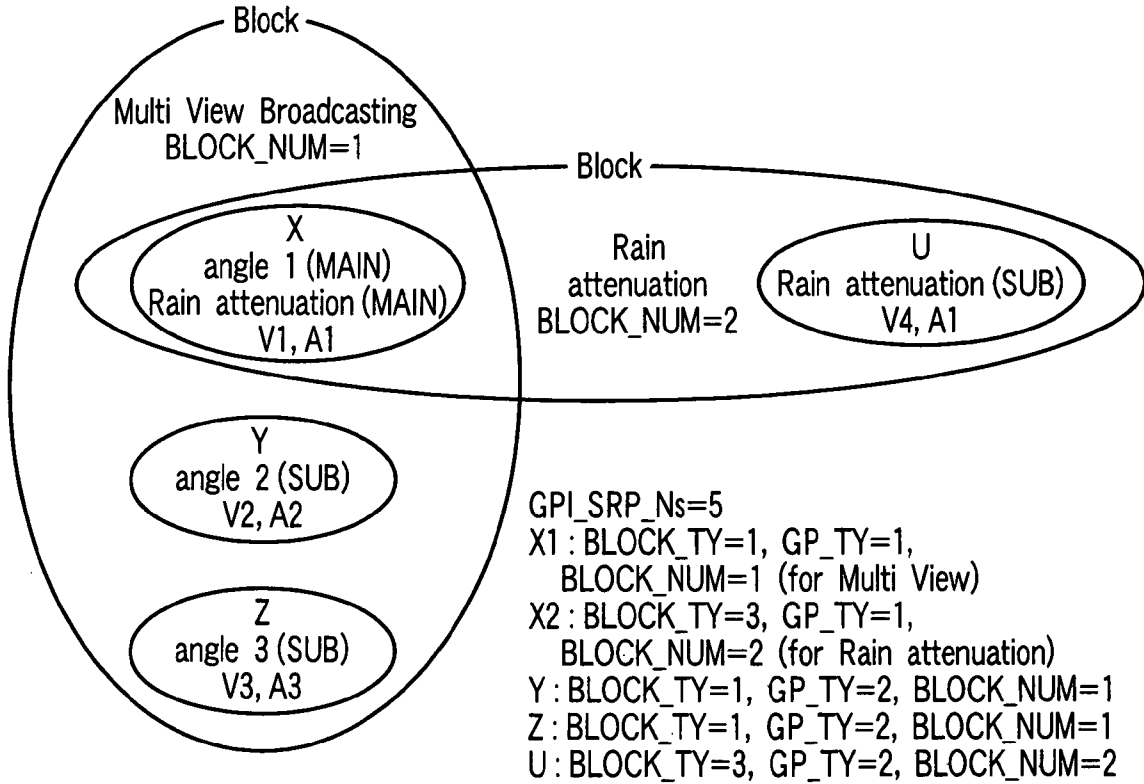 Block
Multi View Broadcasting
BLOCK_NUM=1
Block
X
angle 1 (MAIN)
Rain attenuation (MAIN)
V1, A1
Rain
attenuation
BLOCK_NUM=2
U
Rain attenuation (SUB)
V4, A1
Y
angle 2 (SUB)
V2, A2
Z
angle 3 (SUB)
V3, A3
GPI_SRP_Ns=5
X1 : BLOCK_TY=1, GP_TY=1,
BLOCK_NUM=1 (for Multi View)
X2 : BLOCK_TY=3, GP_TY=1,
BLOCK_NUM=2 (for Rain attenuation)
Y : BLOCK_TY=1, GP_TY=2, BLOCK_NUM=1
Z : BLOCK_TY=1, GP_TY=2, BLOCK_NUM=1
U : BLOCK_TY=3, GP_TY=2, BLOCK_NUM=2